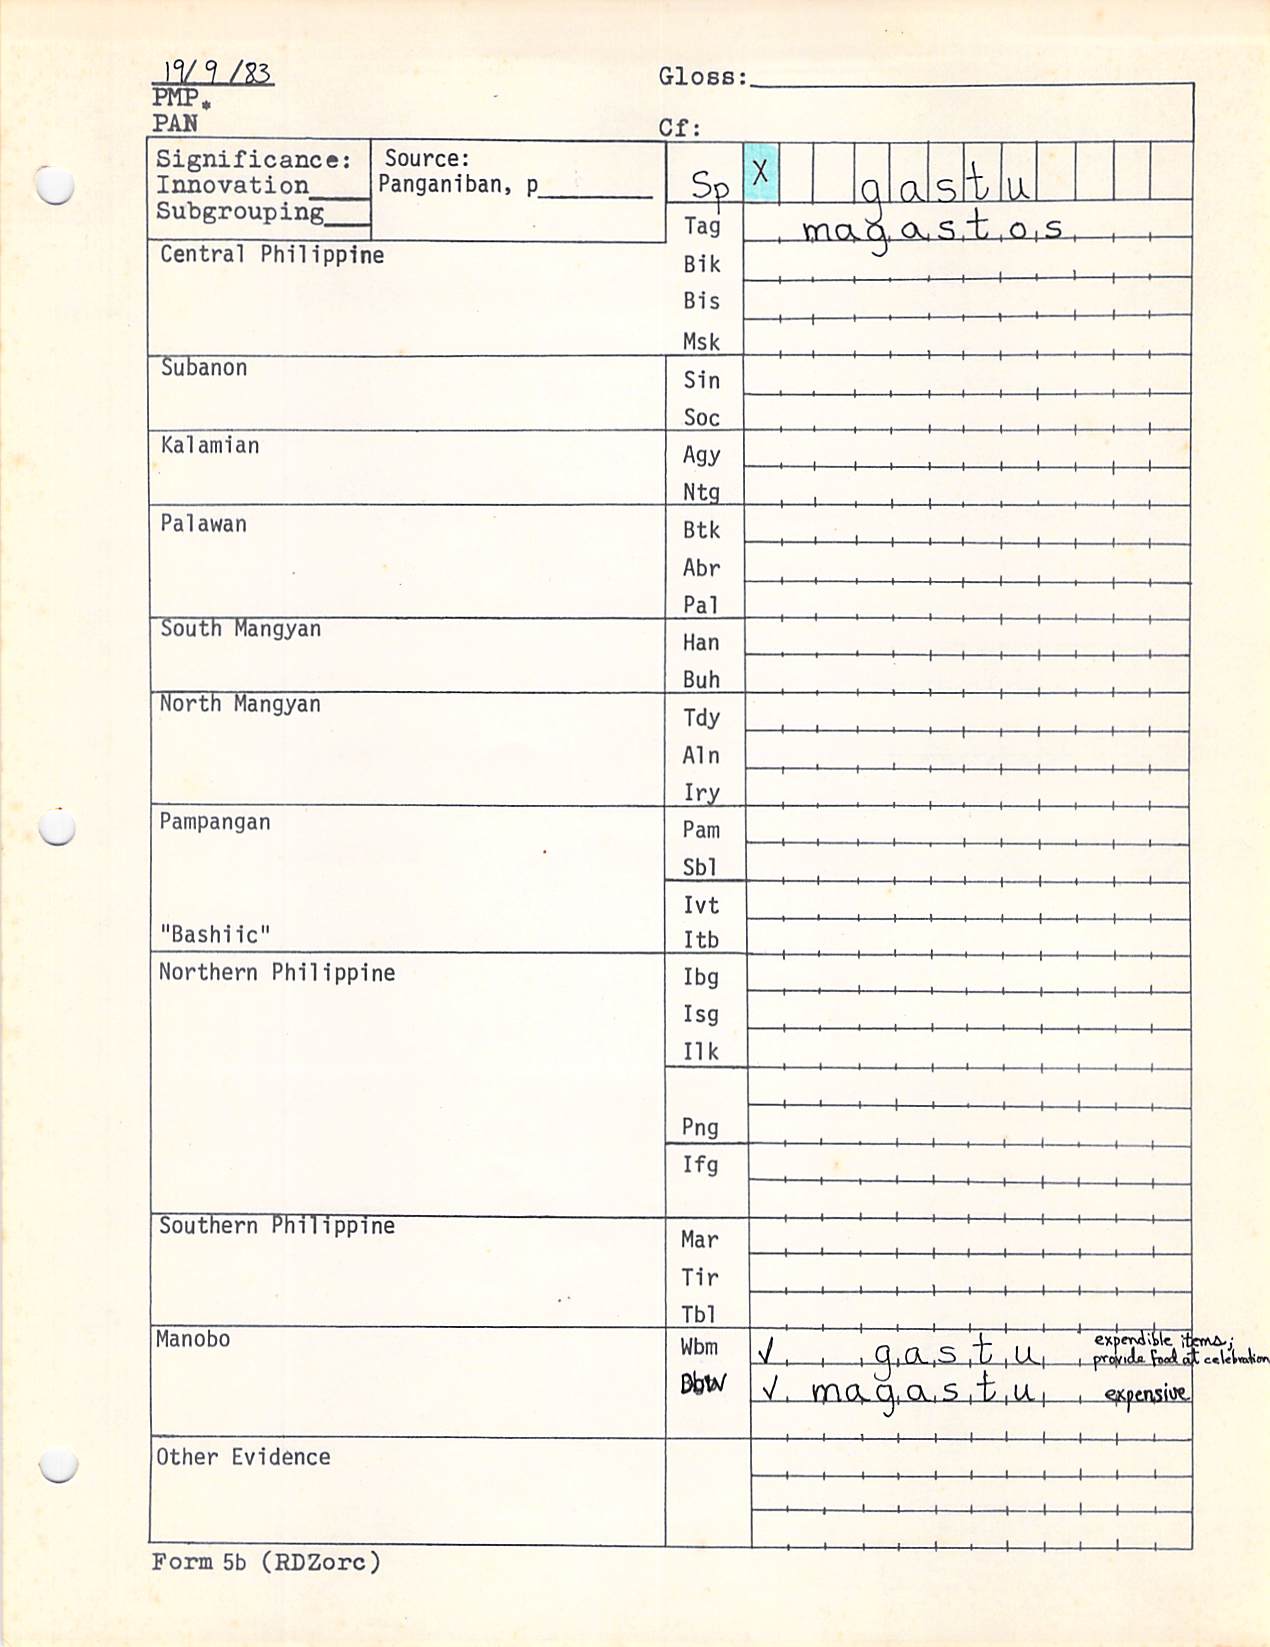 19/9/83
Gloss:
PMP*
PAN
Cf:
Significance:
Innovation
Subgrouping
Source:
Panganiban, p
Sp X gastu
Tag magastos
Central Philippine
Bik
Bis
Msk
Subanon
Sin
Soc
Kalamian
Agy
Ntg
Palawan
Btk
Abr
Pal
South Mangyan
Han
Buh
North Mangyan
Tdy
Aln
Iry
Pampangan
Pam
Sbl
Ivt
"Bashiic"
Itb
Northern Philippine
Ibg
Isg
Ilk
Png
Ifg
Southern Philippine
Mar
Tir
Tbl
Manobo
Wbm ✓ gastu expendible items; provide food at celebration
✓ magastu expensive
Other Evidence
Form 5b (RDZorc)